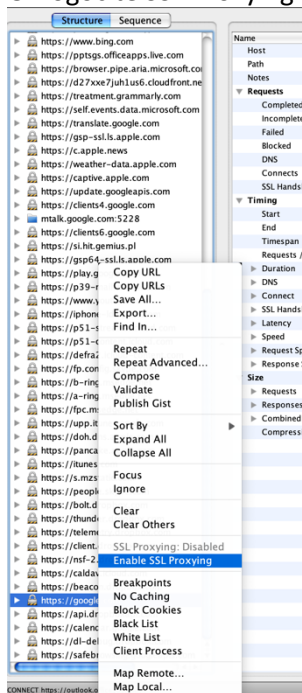 Structure Sequence
https://www.bing.com
https://pptsgs.officeapps.live.com
https://browser.pipe.aria.microsoft.co
https://d27xxe7juh1us6.cloudfront.ne
https://treatment.grammarly.com
https://self.events.data.microsoft.com
https://translate.google.com
https://gsp-ssl.ls.apple.com
https://c.apple.news
https://weather-data.apple.com
https://captive.apple.com
https://update.googleapis.com
https://clients4.google.com
mtalk.google.com:5228
https://clients6.google.com
https://si.hit.gemius.pl
https://gsp64-ssl.ls.apple.com
https://play.g
https://p39-r
https://www.y
https://iphone
https://p51-s
https://p51-c
https://defra2
https://fp.con
https://b-ring
https://a-ring
https://fpc.ms
https://upp.it
https://doh.d
https://panca
https://itunes
https://s.mzst
https://people
https://bolt.d
https://thund
https://teleme
https://client.
https://nsf-2.
https://caldav
https://beaco
https://google
https://api.dr
https://calenc
https://dl-del
https://safebr
CONNECT https://outlook.o
Copy URL
Copy URLs
Save All...
Export...
Find In...
Repeat
Repeat Advanced...
Compose
Validate
Publish Gist
Sort By
Expand All
Collapse All
Focus
Ignore
Clear
Clear Others
SSL Proxying: Disabled
Enable SSL Proxying
Breakpoints
No Caching
Block Cookies
Black List
White List
Client Process
Map Remote...
Map Local...
Name
Host
Path
Notes
Requests
Completed
Incomplete
Failed
Blocked
DNS
Connects
SSL Hands
Timing
Start
End
Timespan
Requests /
Duration
DNS
Connect
SSL Hands
Latency
Speed
Request Sp
Response
Size
Requests
Responses
Combined
Compress